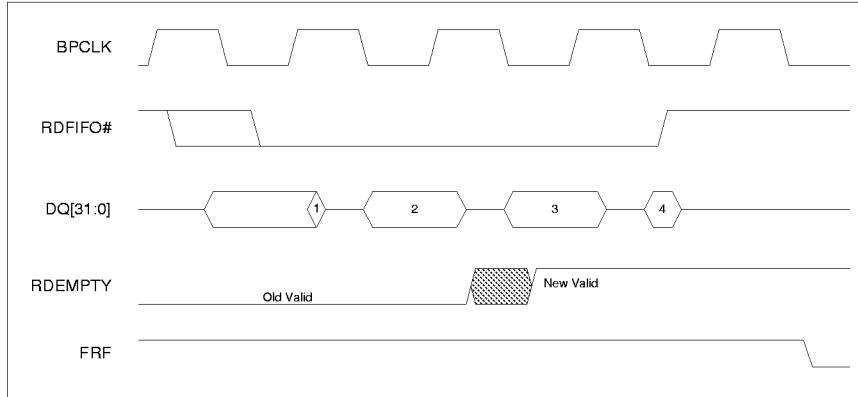 BPCLK
RDFIFO#
DQ[31:0]
1
2
3
4
RDEMPTY
Old Valid
New Valid
FRF